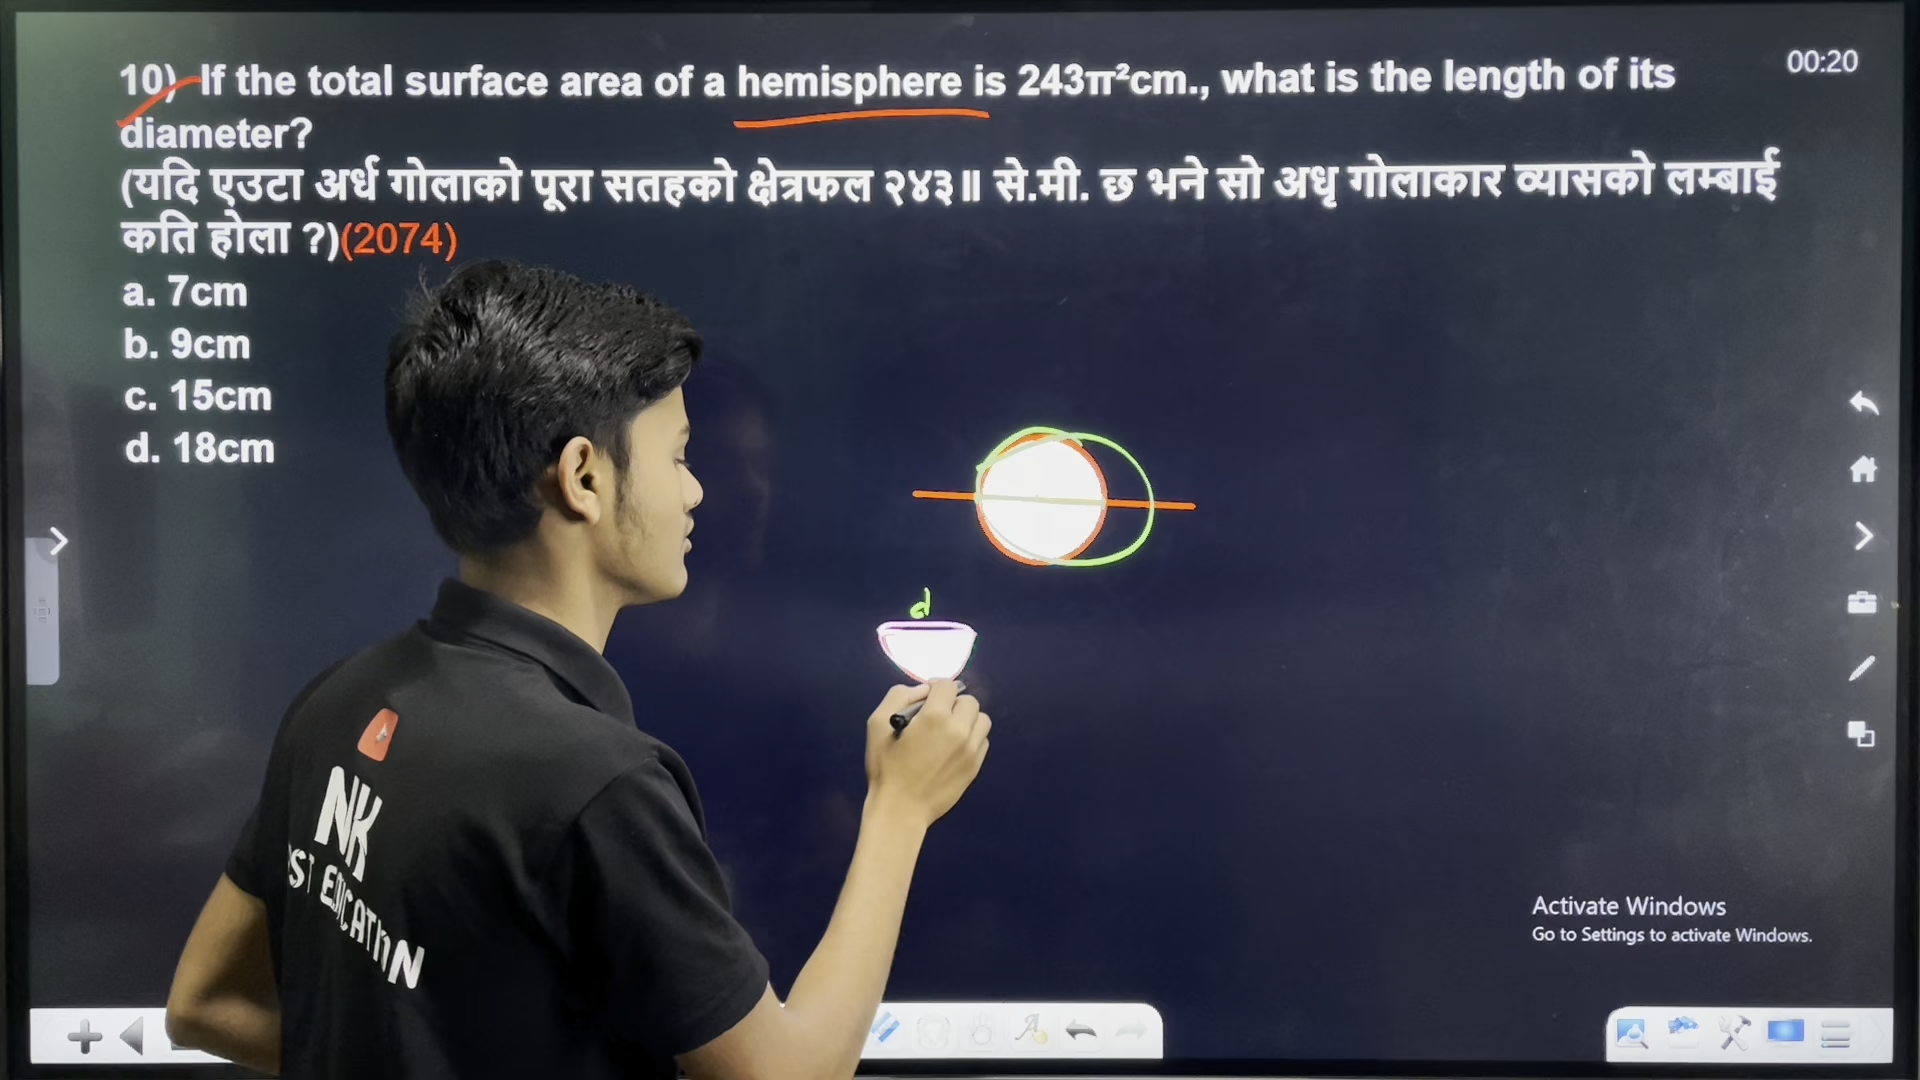 10) If the total surface area of a hemisphere is 243π²cm., what is the length of its
diameter?
(यदि एउटा अर्ध गोलाको पूरा सतहको क्षेत्रफल २४३॥ से.मी. छ भने सो अधृ गोलाकार व्यासको लम्बाई
कति होला ?)(2074)
a. 7cm
b. 9cm
c. 15cm
d. 18cm
00:20
d
NK
ST EDUCATION
Activate Windows
Go to Settings to activate Windows.